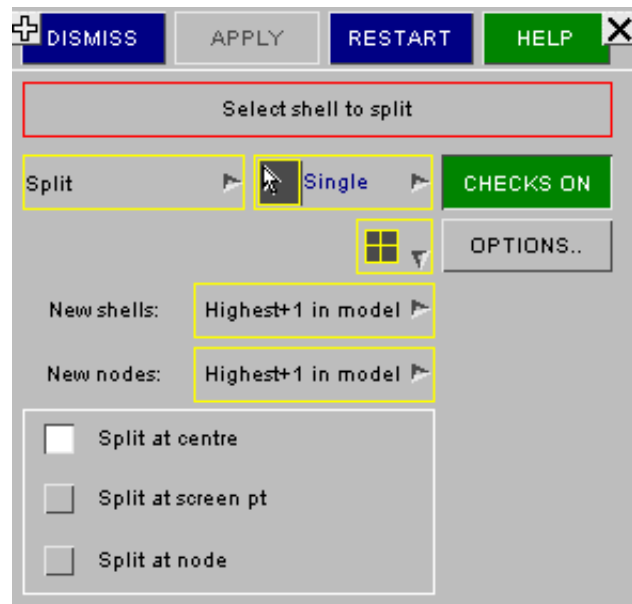 DISMISS APPLY RESTART HELP
Select shell to split
Split Single CHECKS ON
OPTIONS..
New shells: Highest+1 in model
New nodes: Highest+1 in model
Split at centre
Split at screen pt
Split at node